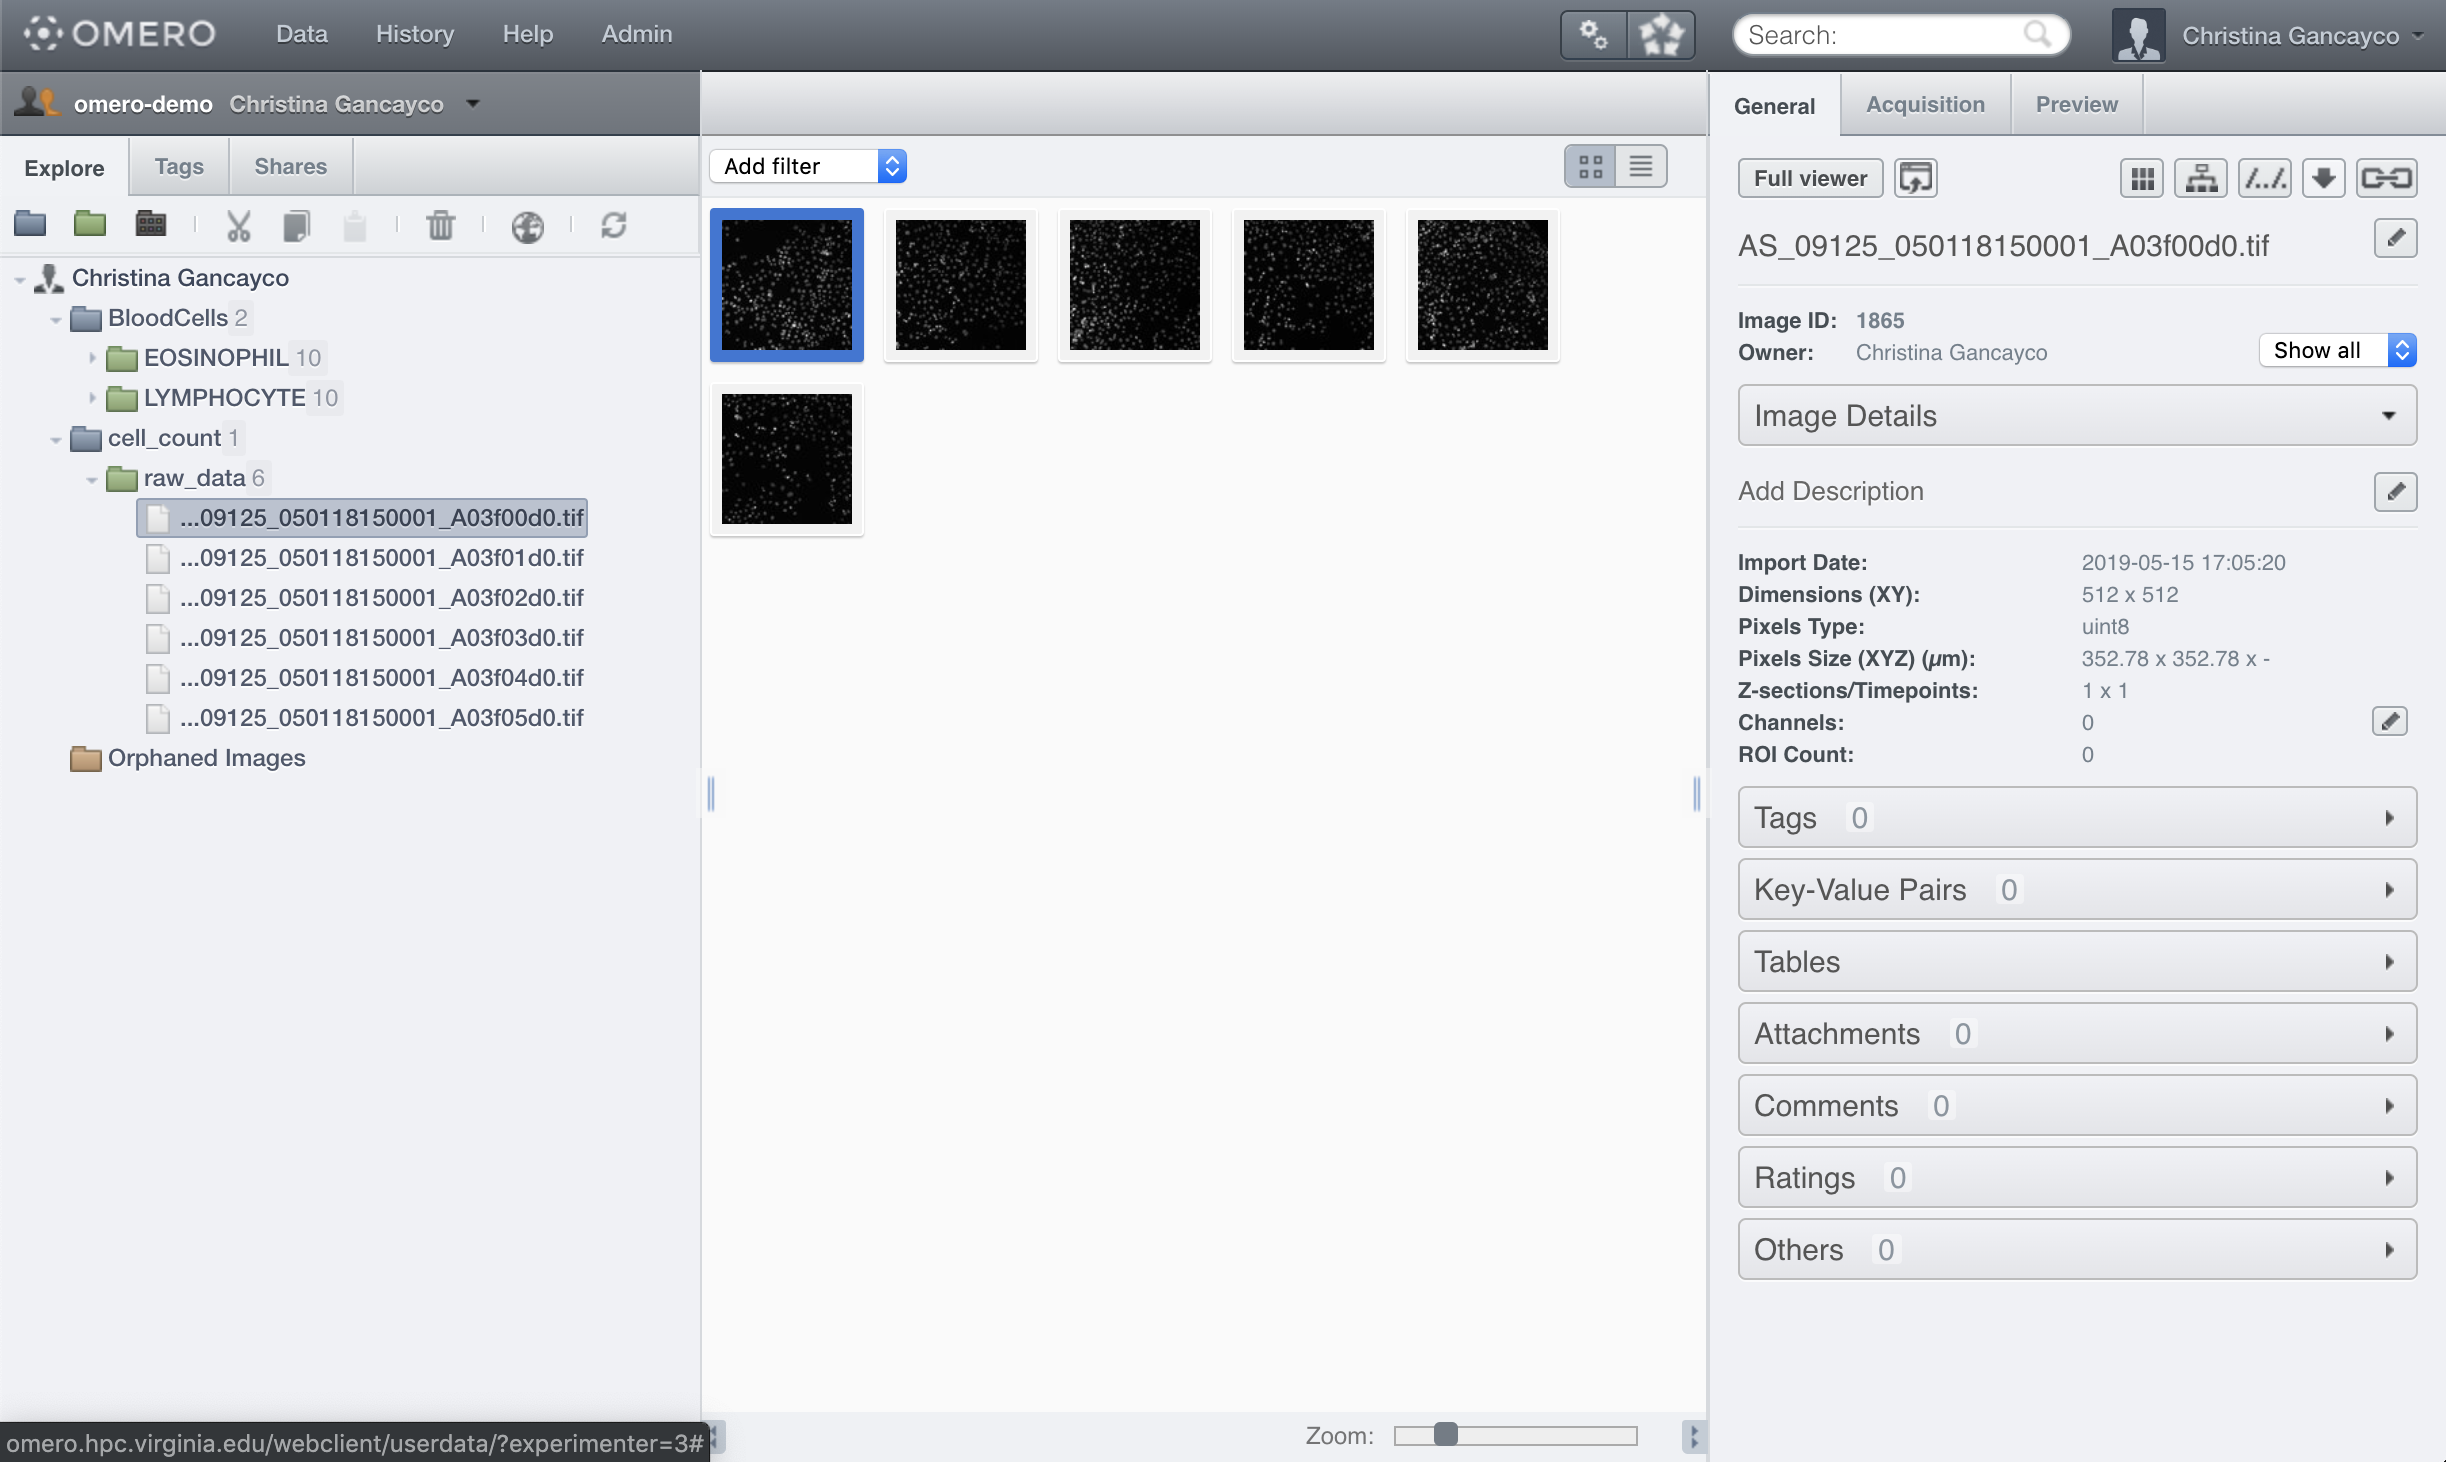 OMERO Data History Help Admin Search: Christina Gancayco
omero-demo Christina Gancayco
Explore Tags Shares
Christina Gancayco
BloodCells 2
EOSINOPHIL 10
LYMPHOCYTE 10
cell_count 1
raw_data 6
...09125_050118150001_A03f00d0.tif
...09125_050118150001_A03f01d0.tif
...09125_050118150001_A03f02d0.tif
...09125_050118150001_A03f03d0.tif
...09125_050118150001_A03f04d0.tif
...09125_050118150001_A03f05d0.tif
Orphaned Images
omero.hpc.virginia.edu/webclient/userdata/?experimenter=3#
Add filter
Zoom:
General Acquisition Preview
Full viewer /.../.
AS_09125_050118150001_A03f00d0.tif
Image ID: 1865
Owner: Christina Gancayco
Show all
Image Details
Add Description
Import Date: 2019-05-15 17:05:20
Dimensions (XY): 512 x 512
Pixels Type: uint8
Pixels Size (XYZ) (µm): 352.78 x 352.78 x -
Z-sections/Timepoints: 1 x 1
Channels: 0
ROI Count: 0
Tags 0
Key-Value Pairs 0
Tables
Attachments 0
Comments 0
Ratings 0
Others 0